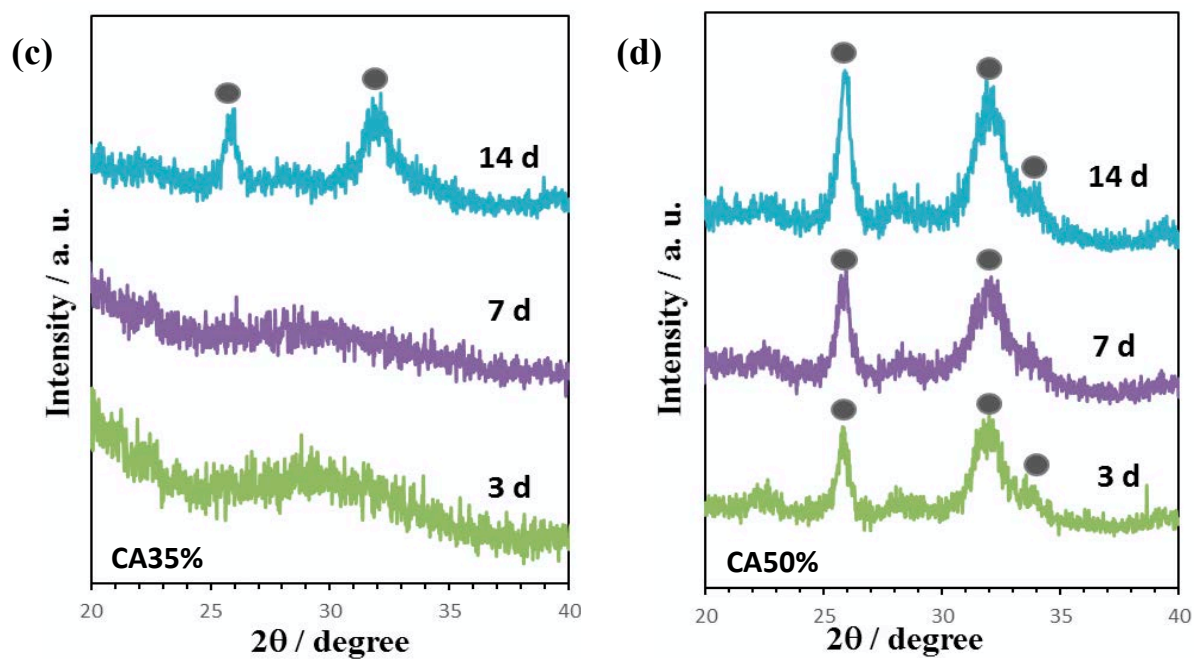 (c)
14 d
7 d
3 d
CA35%
Intensity / a. u.
20 25 30 35 40
2θ / degree
(d)
14 d
7 d
3 d
CA50%
Intensity / a. u.
20 25 30 35 40
2θ / degree